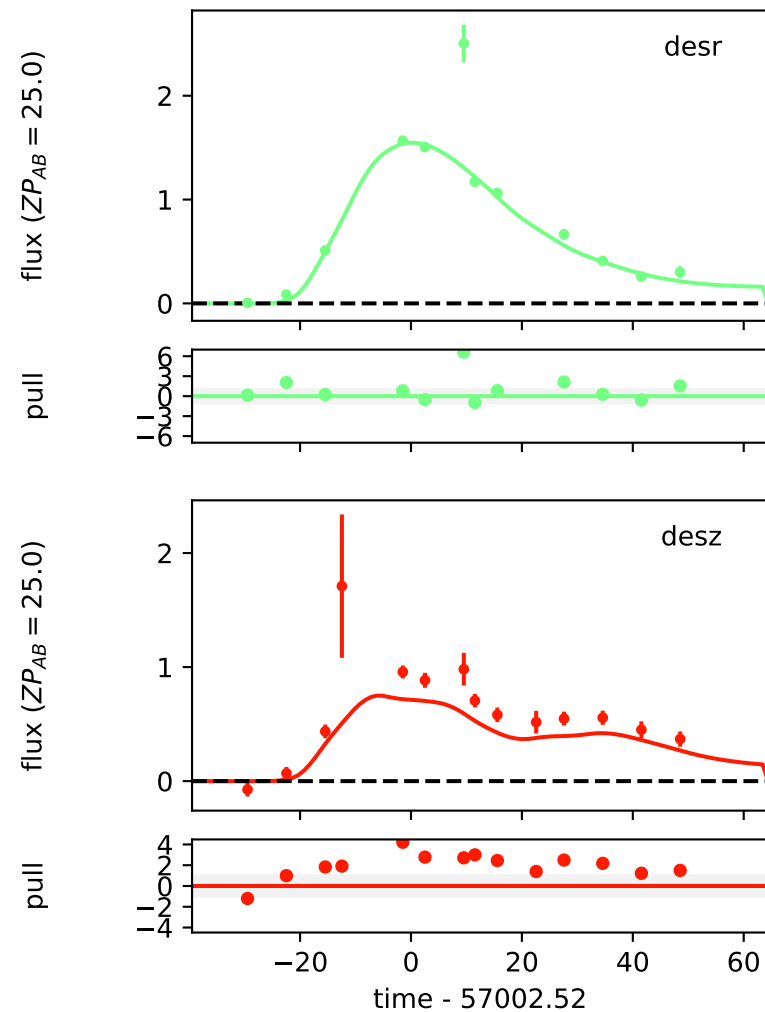 desr
flux (ZP_AB = 25.0)
2
1
0
pull
6
3
0
−3
−6
desz
flux (ZP_AB = 25.0)
2
1
0
pull
4
2
0
−2
−4
−20 0 20 40 60
time - 57002.52